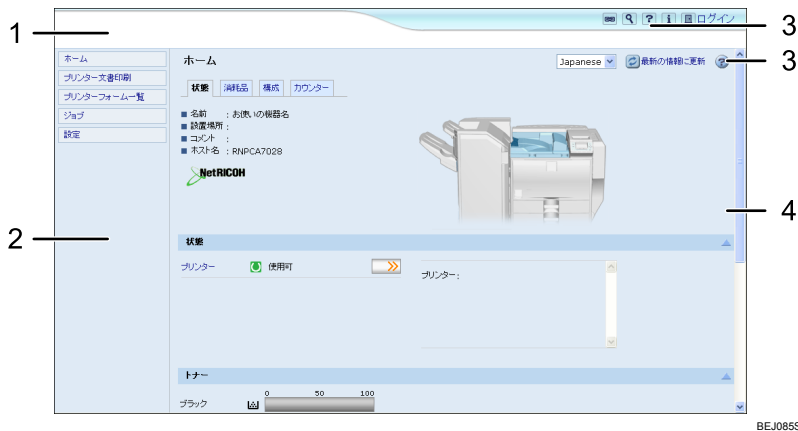 ログイン
1
3
ホーム
プリンター文書印刷
プリンターフォーム一覧
ジョブ
設定
ホーム
Japanese
最新の情報に更新
3
状態 消耗品 構成 カウンター
名前 : お使いの機器名
設置場所 :
コメント :
ホスト名 : RNPCA7028
NetRICOH
4
2
状態
プリンター 使用可
プリンター :
トナー
0 50 100
ブラック
BEJ085S